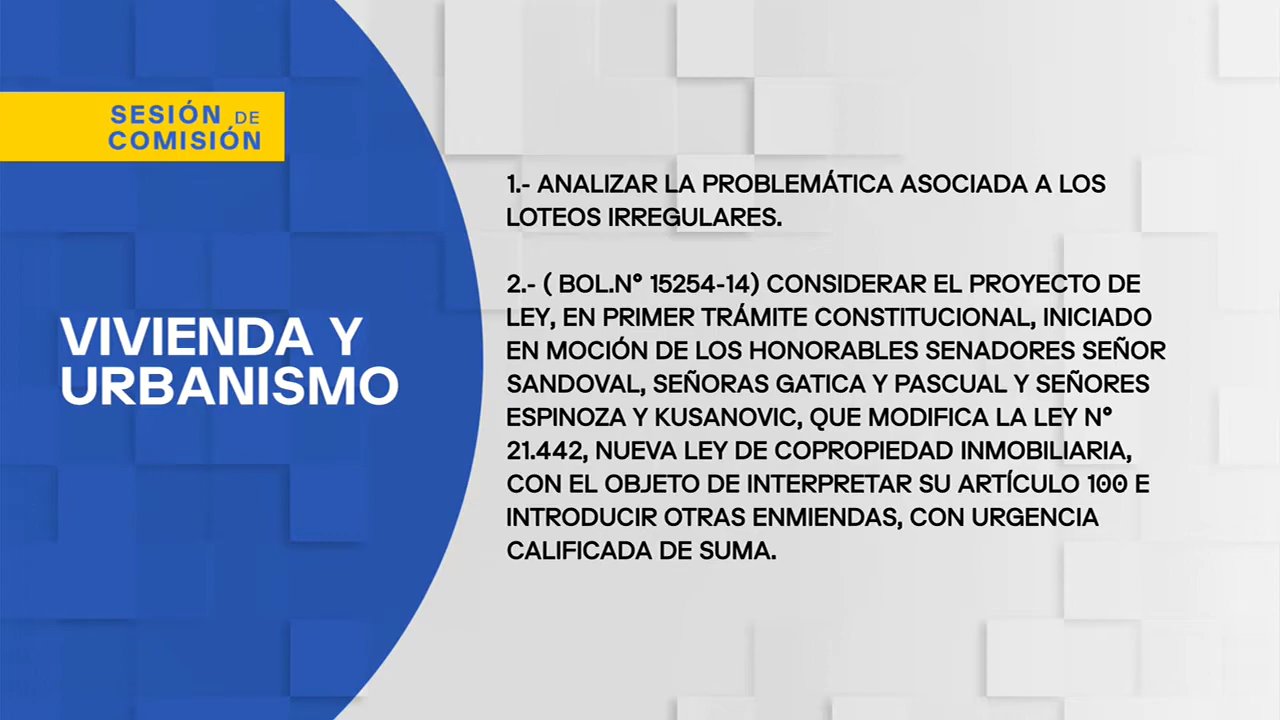 SESIÓN DE
COMISIÓN
VIVIENDA Y
URBANISMO
1.- ANALIZAR LA PROBLEMÁTICA ASOCIADA A LOS
LOTEOS IRREGULARES.
2.- ( BOL.N° 15254-14) CONSIDERAR EL PROYECTO DE
LEY, EN PRIMER TRÁMITE CONSTITUCIONAL, INICIADO
EN MOCIÓN DE LOS HONORABLES SENADORES SEÑOR
SANDOVAL, SEÑORAS GATICA Y PASCUAL Y SEÑORES
ESPINOZA Y KUSANOVIC, QUE MODIFICA LA LEY N°
21.442, NUEVA LEY DE COPROPIEDAD INMOBILIARIA,
CON EL OBJETO DE INTERPRETAR SU ARTÍCULO 100 E
INTRODUCIR OTRAS ENMIENDAS, CON URGENCIA
CALIFICADA DE SUMA.